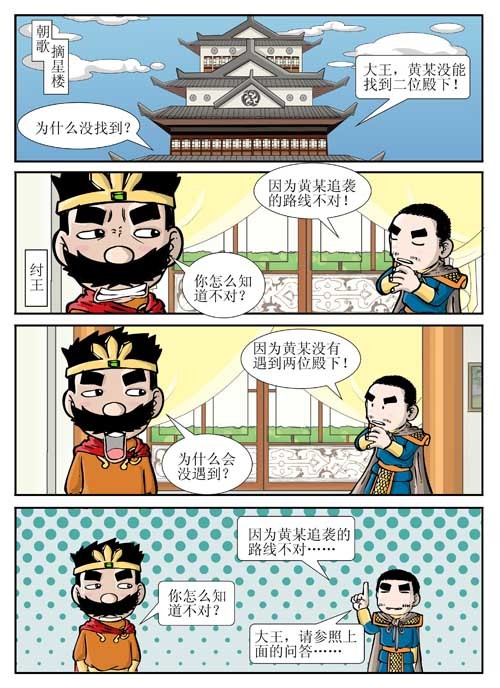 朝歌
摘星楼
大王，黄某没能
找到二位殿下！
为什么没找到？
因为黄某追袭
的路线不对！
纣王
你怎么知
道不对？
因为黄某没有
遇到两位殿下！
为什么会
没遇到？
因为黄某追袭的
路线不对……
你怎么知
道不对？
大王，请参照上
面的问答……